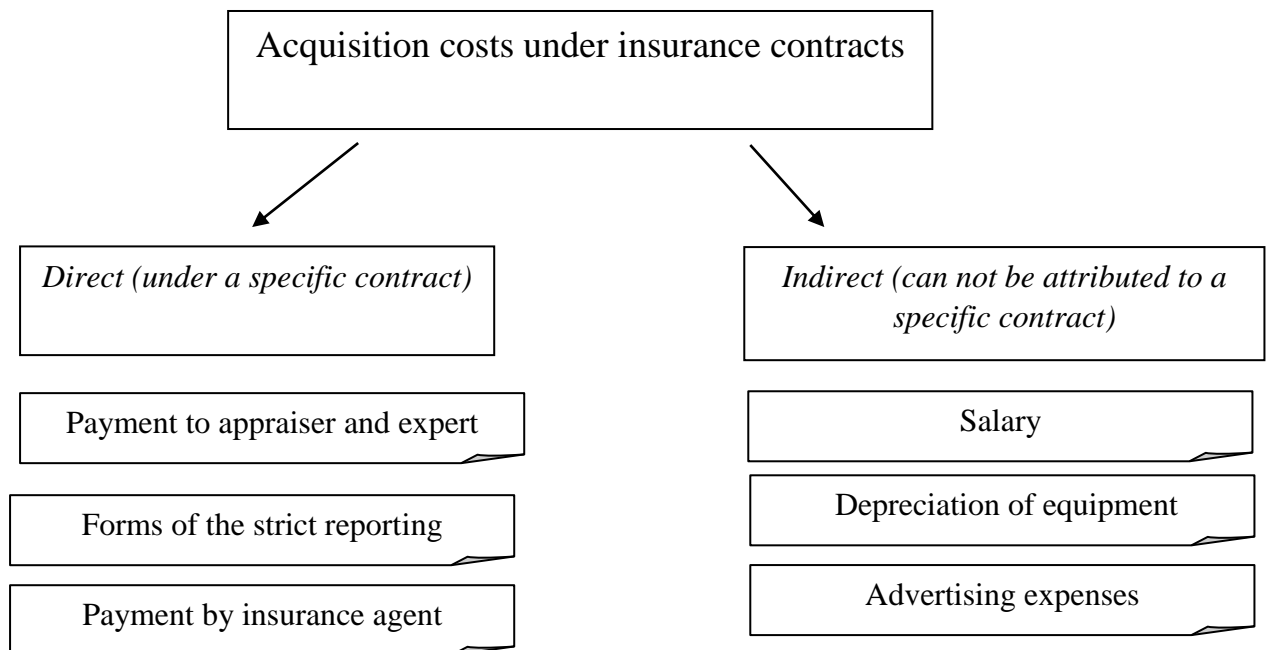 Acquisition costs under insurance contracts
Direct (under a specific contract)
Payment to appraiser and expert
Forms of the strict reporting
Payment by insurance agent
Indirect (can not be attributed to a
specific contract)
Salary
Depreciation of equipment
Advertising expenses